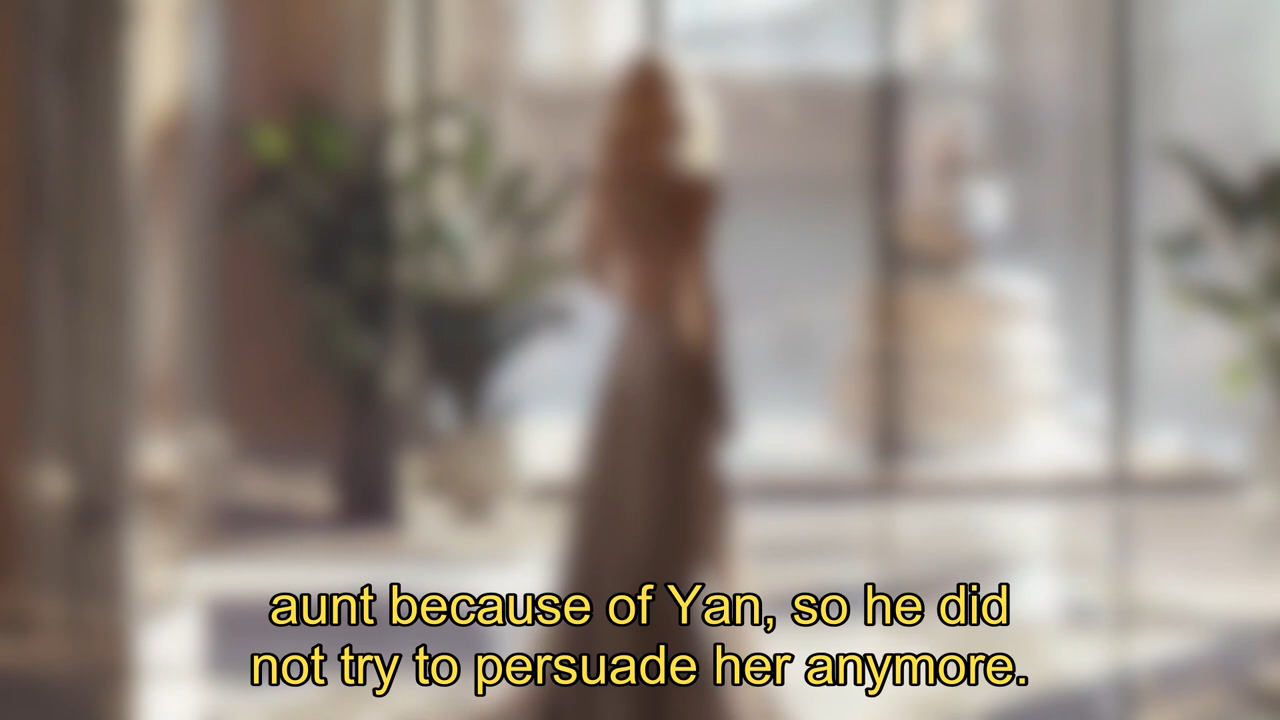 aunt because of Yan, so he did
not try to persuade her anymore.